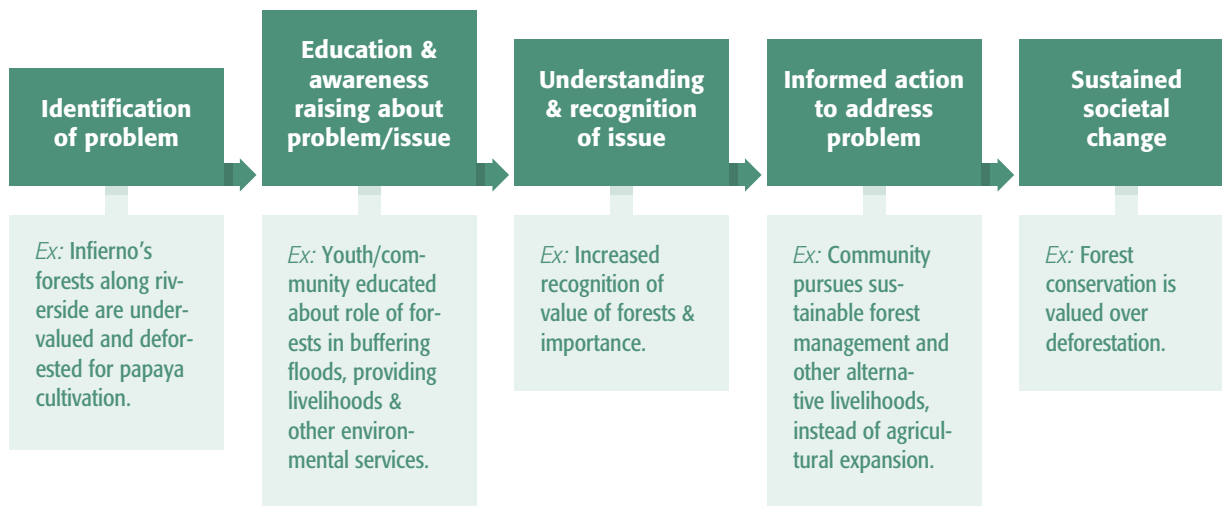 Identification
of problem
Education &
awareness
raising about
problem/issue
Understanding
& recognition
of issue
Informed action
to address
problem
Sustained
societal
change
Ex: Infierno's
forests along riv-
erside are under-
valued and defor-
ested for papaya
cultivation.
Ex: Youth/com-
munity educated
about role of for-
ests in buffering
floods, providing
livelihoods &
other environ-
mental services.
Ex: Increased
recognition of
value of forests &
importance.
Ex: Community
pursues sus-
tainable forest
management and
other alterna-
tive livelihoods,
instead of agricul-
tural expansion.
Ex: Forest
conservation is
valued over
deforestation.